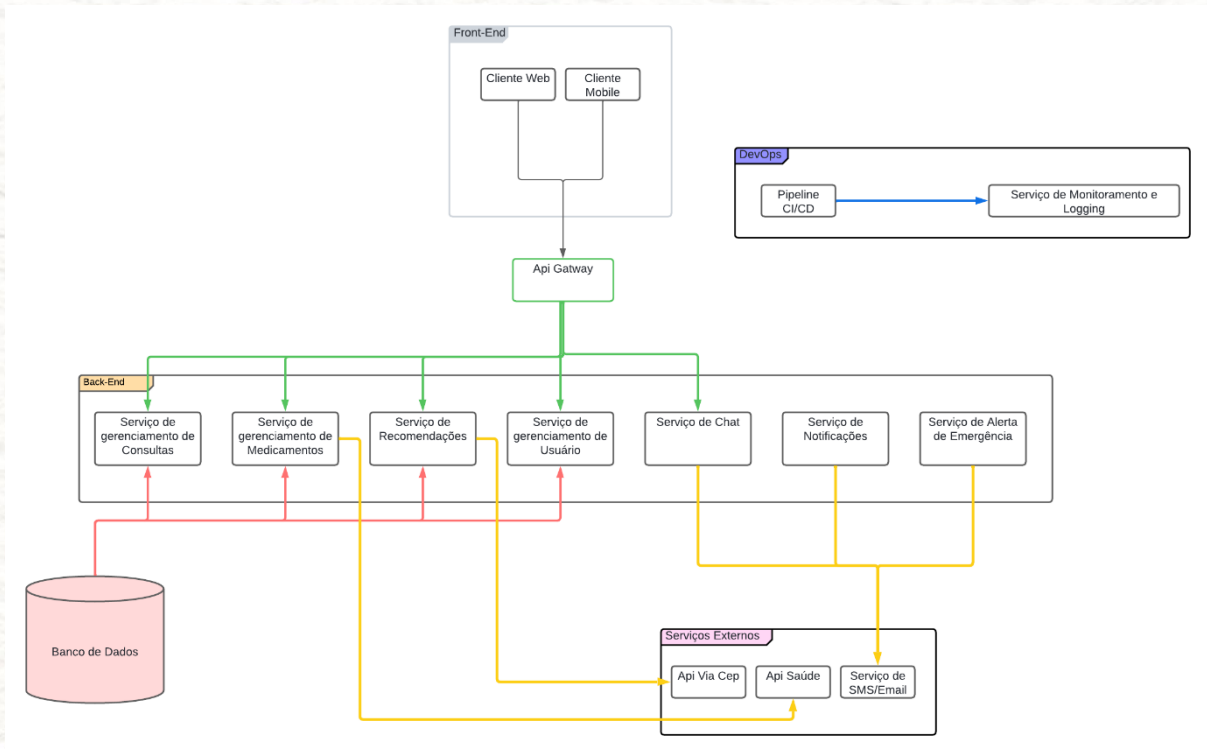 Front-End
Cliente Web
Cliente
Mobile
DevOps
Pipeline
CI/CD
Serviço de Monitoramento e
Logging
Api Gatway
Back-End
Serviço de
gerenciamento de
Consultas
Serviço de
gerenciamento de
Medicamentos
Serviço de
Recomendações
Serviço de
gerenciamento de
Usuário
Serviço de Chat
Serviço de
Notificações
Serviço de Alerta
de Emergência
Banco de Dados
Serviços Externos
Api Via Cep
Api Saúde
Serviço de
SMS/Email